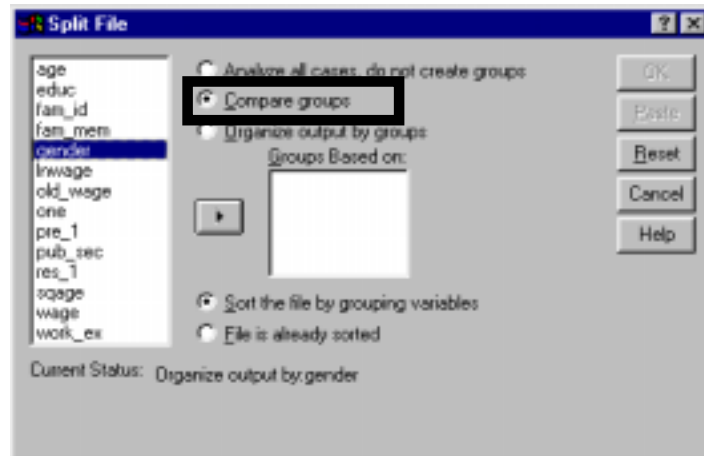 Split File
age
educ
fam_id
fam_mem
gender
lnwage
old_wage
one
pre_1
pub_sec
res_1
sqage
wage
work_ex
Analyze all cases, do not create groups
Compare groups
Organize output by groups
Groups Based on:
Sort the file by grouping variables
File is already sorted
OK
Paste
Reset
Cancel
Help
Current Status: Organize output by:gender